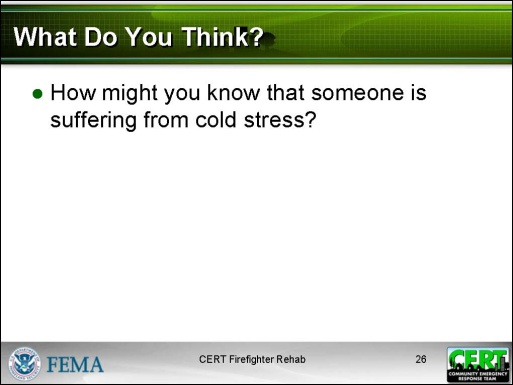 What Do You Think?
● How might you know that someone is
suffering from cold stress?
FEMA
CERT Firefighter Rehab
26
CERT
COMMUNITY EMERGENCY
RESPONSE TEAM